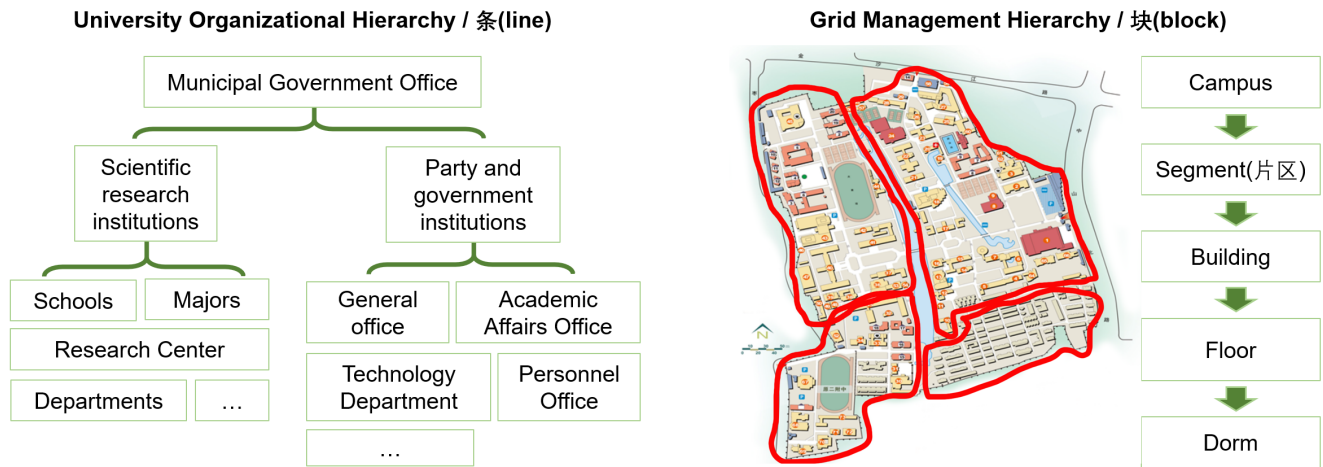 University Organizational Hierarchy / 条(line)
Municipal Government Office
Scientific
research
institutions
Party and
government
institutions
Schools
Majors
Research Center
Departments
...
General
office
Academic
Affairs Office
Technology
Department
Personnel
Office
...
Grid Management Hierarchy / 块(block)
N
Campus
Segment(片区)
Building
Floor
Dorm